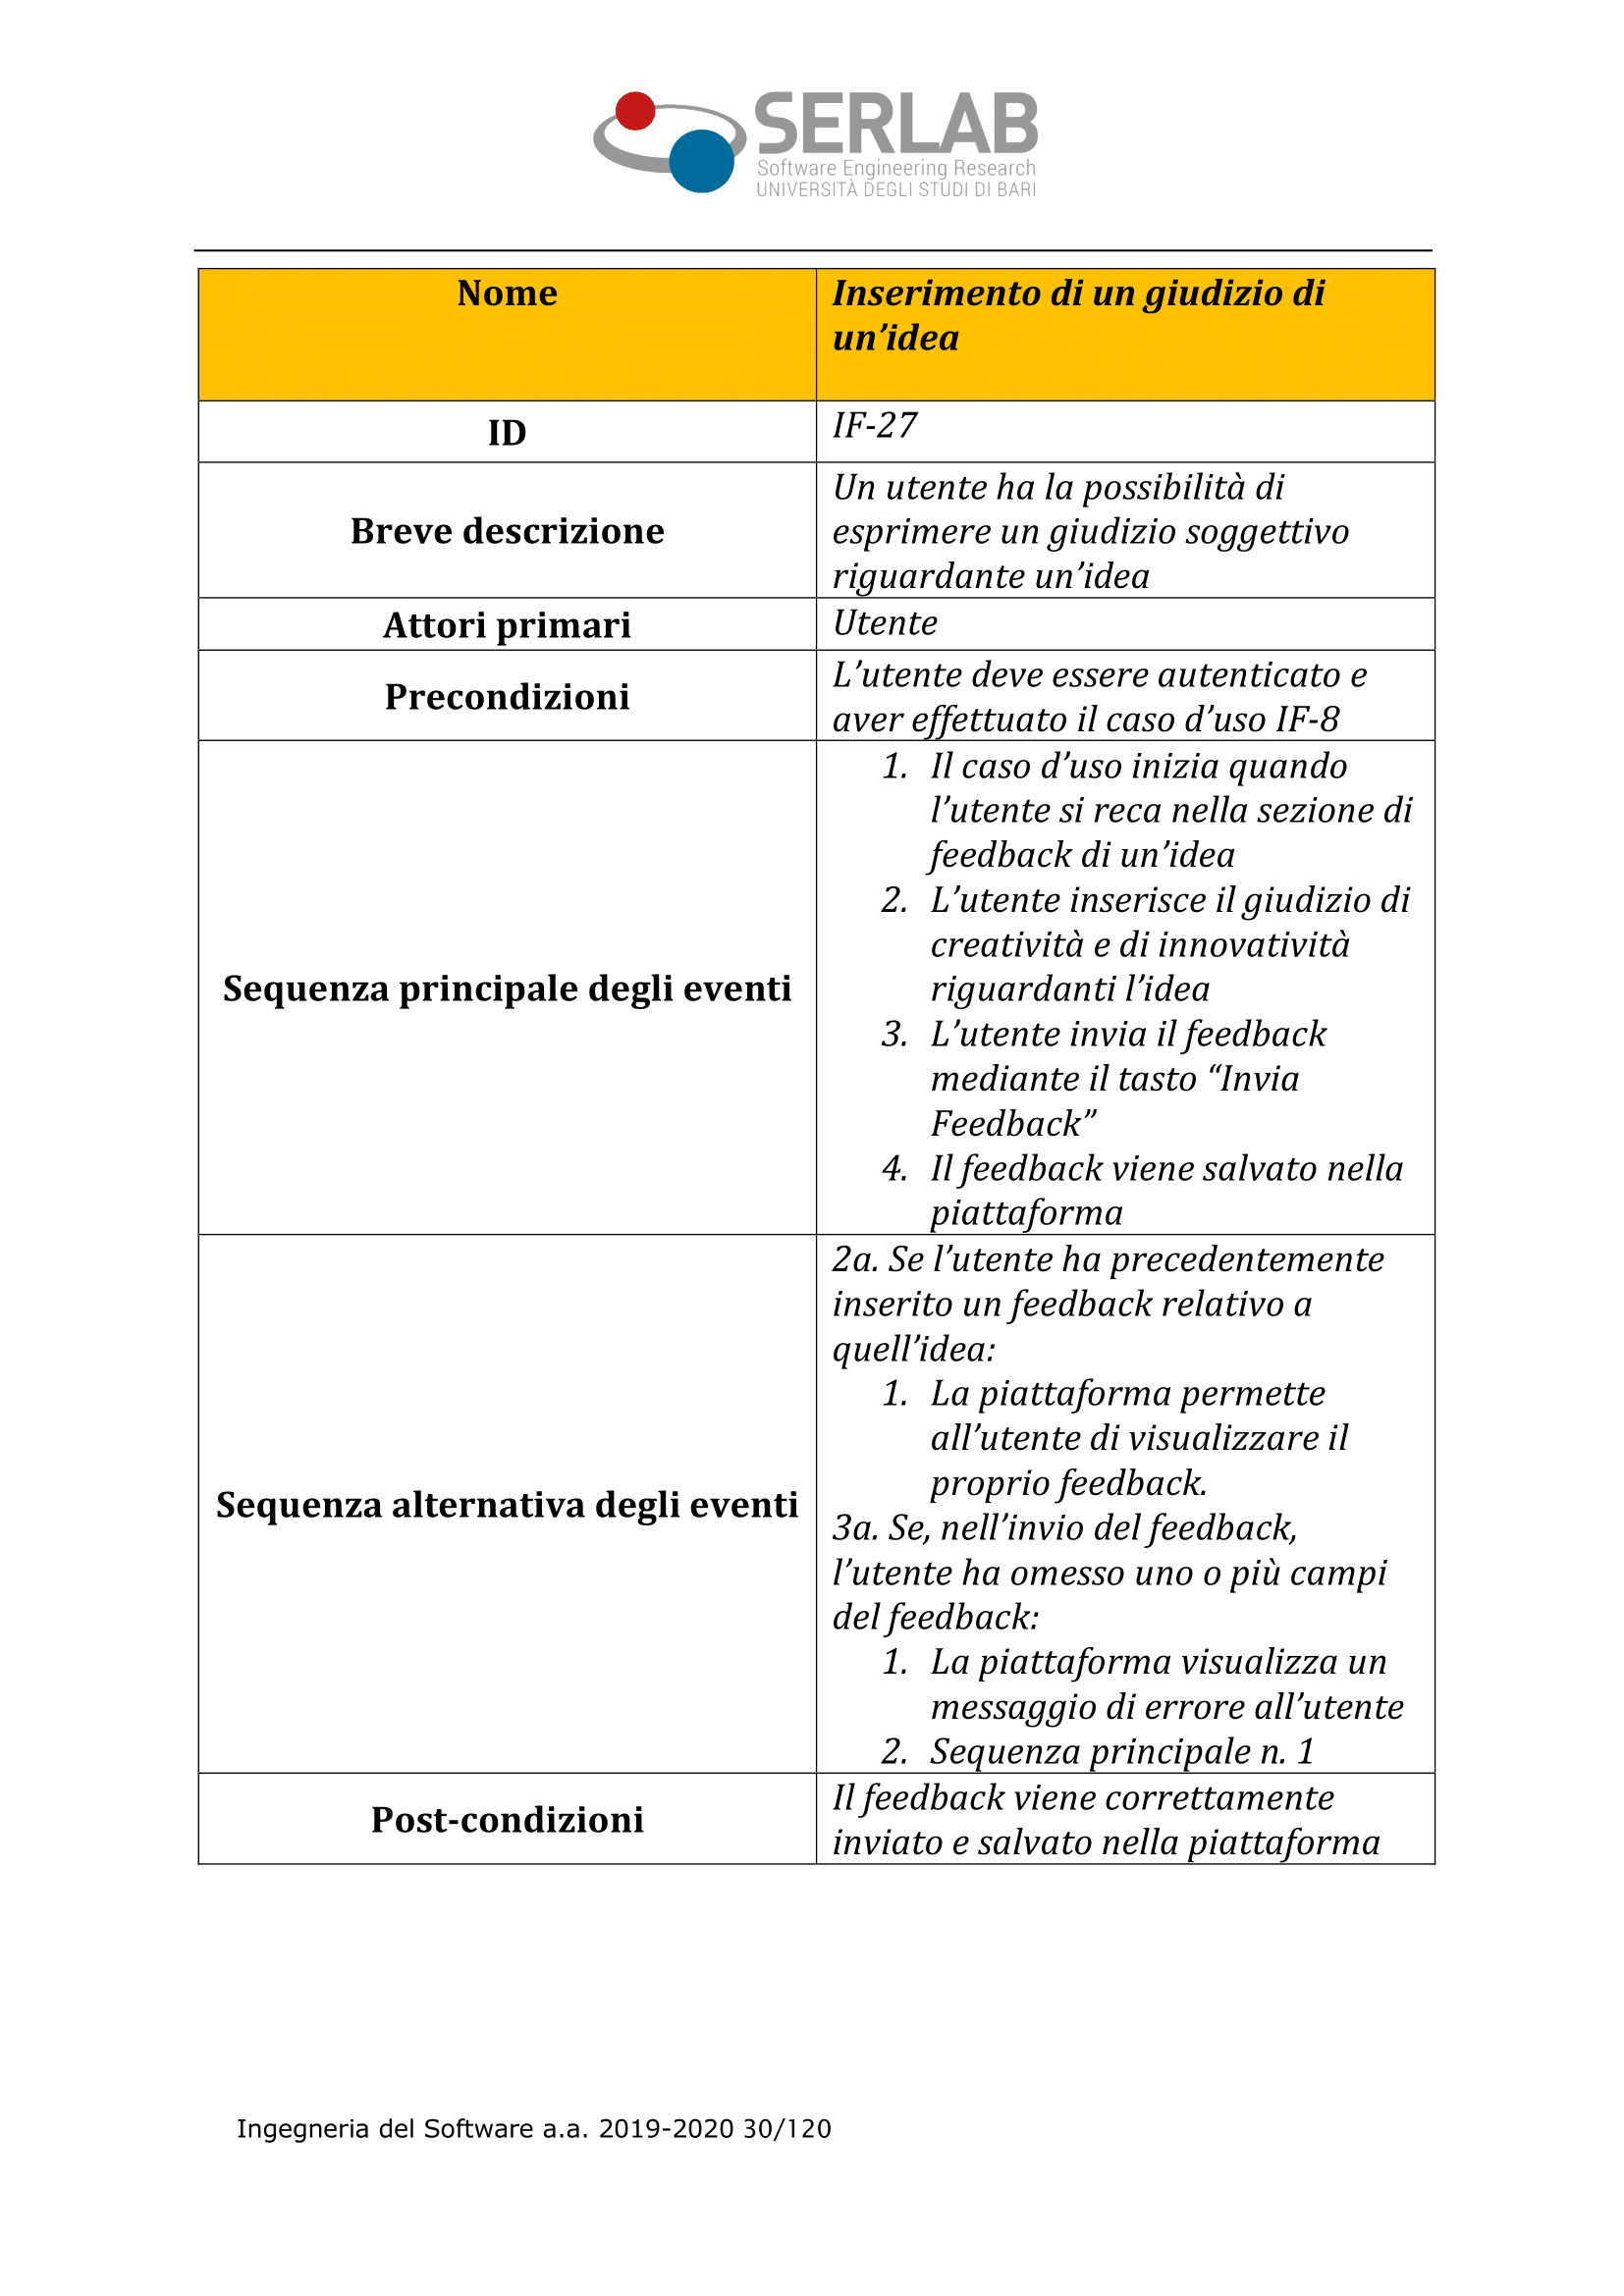 SERLAB
Software Engineering Research
UNIVERSITÀ DEGLI STUDI DI BARI
Nome
Inserimento di un giudizio di
un’idea
ID
IF-27
Breve descrizione
Un utente ha la possibilità di
esprimere un giudizio soggettivo
riguardante un’idea
Attori primari
Utente
Precondizioni
L’utente deve essere autenticato e
aver effettuato il caso d’uso IF-8
Sequenza principale degli eventi
1. Il caso d’uso inizia quando
l’utente si reca nella sezione di
feedback di un’idea
2. L’utente inserisce il giudizio di
creatività e di innovatività
riguardanti l’idea
3. L’utente invia il feedback
mediante il tasto “Invia
Feedback”
4. Il feedback viene salvato nella
piattaforma
Sequenza alternativa degli eventi
2a. Se l’utente ha precedentemente
inserito un feedback relativo a
quell’idea:
1. La piattaforma permette
all’utente di visualizzare il
proprio feedback.
3a. Se, nell’invio del feedback,
l’utente ha omesso uno o più campi
del feedback:
1. La piattaforma visualizza un
messaggio di errore all’utente
2. Sequenza principale n. 1
Post-condizioni
Il feedback viene correttamente
inviato e salvato nella piattaforma
Ingegneria del Software a.a. 2019-2020 30/120